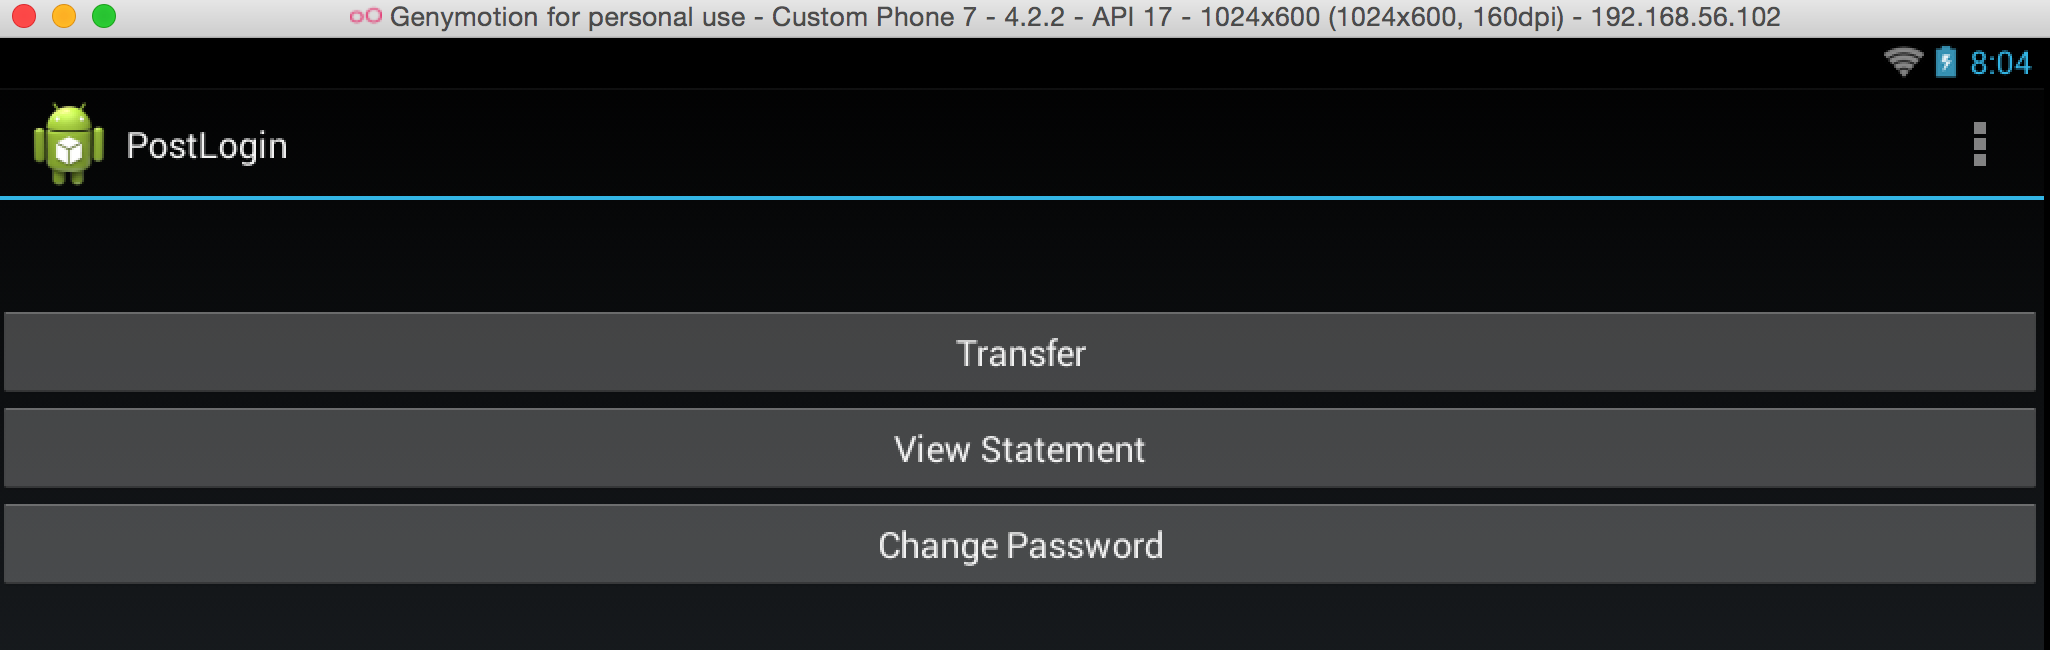 Genymotion for personal use - Custom Phone 7 - 4.2.2 - API 17 - 1024x600 (1024x600, 160dpi) - 192.168.56.102
8:04
PostLogin
Transfer
View Statement
Change Password